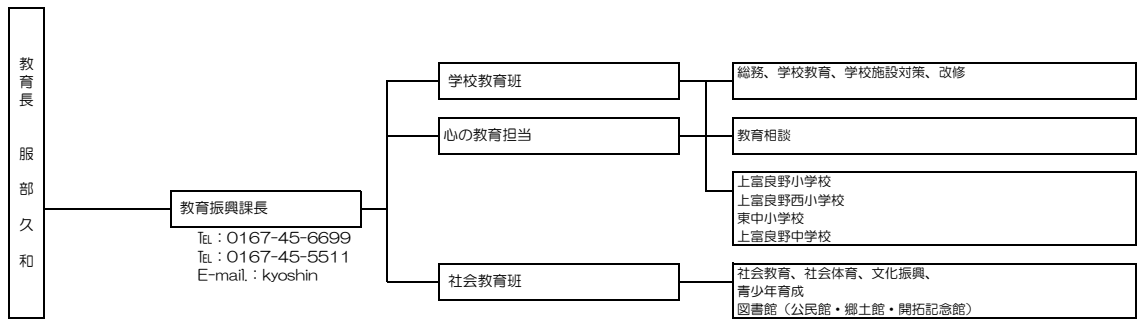 教育長 服部久和
教育振興課長
℡：0167-45-6699
℡：0167-45-5511
E-mail.：kyoshin
学校教育班
総務、学校教育、学校施設対策、改修
心の教育担当
教育相談
上富良野小学校
上富良野西小学校
東中小学校
上富良野中学校
社会教育班
社会教育、社会体育、文化振興、
青少年育成
図書館（公民館・郷土館・開拓記念館）